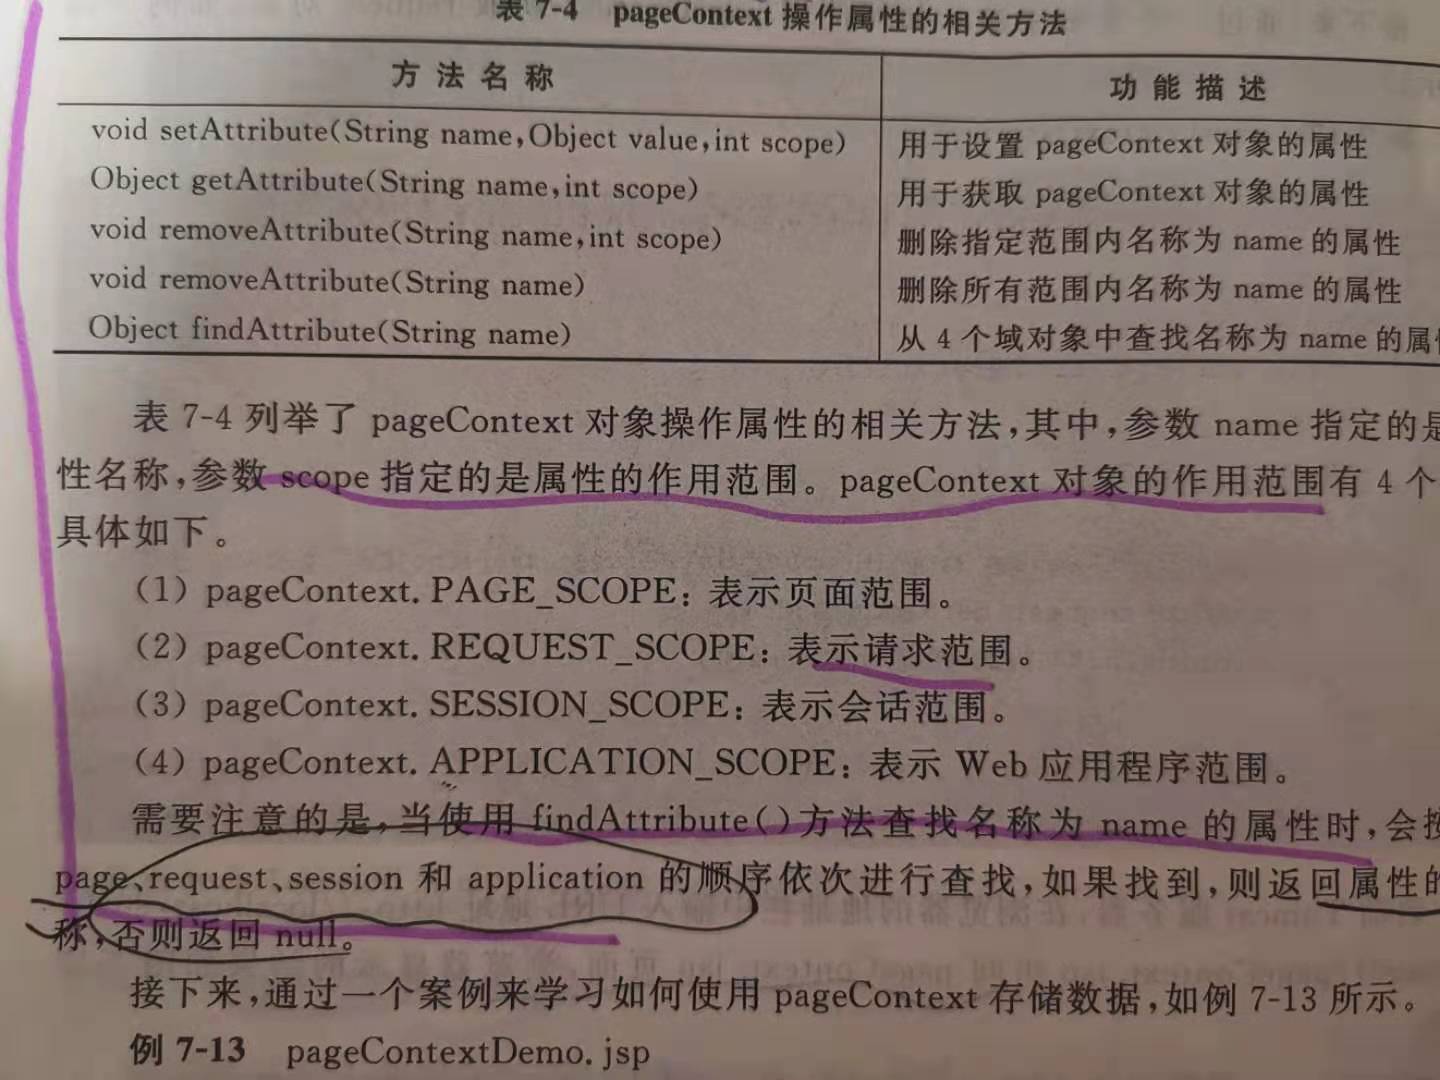 表 7-4 pageContext 操作属性的相关方法
方法名称 功能描述
void setAttribute(String name,Object value,int scope) 用于设置 pageContext 对象的属性
Object getAttribute(String name,int scope) 用于获取 pageContext 对象的属性
void removeAttribute(String name,int scope) 删除指定范围内名称为 name 的属性
void removeAttribute(String name) 删除所有范围内名称为 name 的属性
Object findAttribute(String name) 从 4 个域对象中查找名称为 name 的属
表 7-4 列举了 pageContext 对象操作属性的相关方法,其中,参数 name 指定的是
性名称,参数 scope 指定的是属性的作用范围。pageContext 对象的作用范围有 4 个
具体如下。
(1) pageContext. PAGE_SCOPE: 表示页面范围。
(2) pageContext. REQUEST_SCOPE: 表示请求范围。
(3) pageContext. SESSION_SCOPE: 表示会话范围。
(4) pageContext. APPLICATION_SCOPE: 表示 Web 应用程序范围。
需要注意的是,当使用 findAttribute()方法查找名称为 name 的属性时,会按
page、request、session 和 application 的顺序依次进行查找,如果找到,则返回属性的
称,否则返回 null。
接下来,通过一个案例来学习如何使用 pageContext 存储数据,如例 7-13 所示。
例 7-13 pageContextDemo. jsp